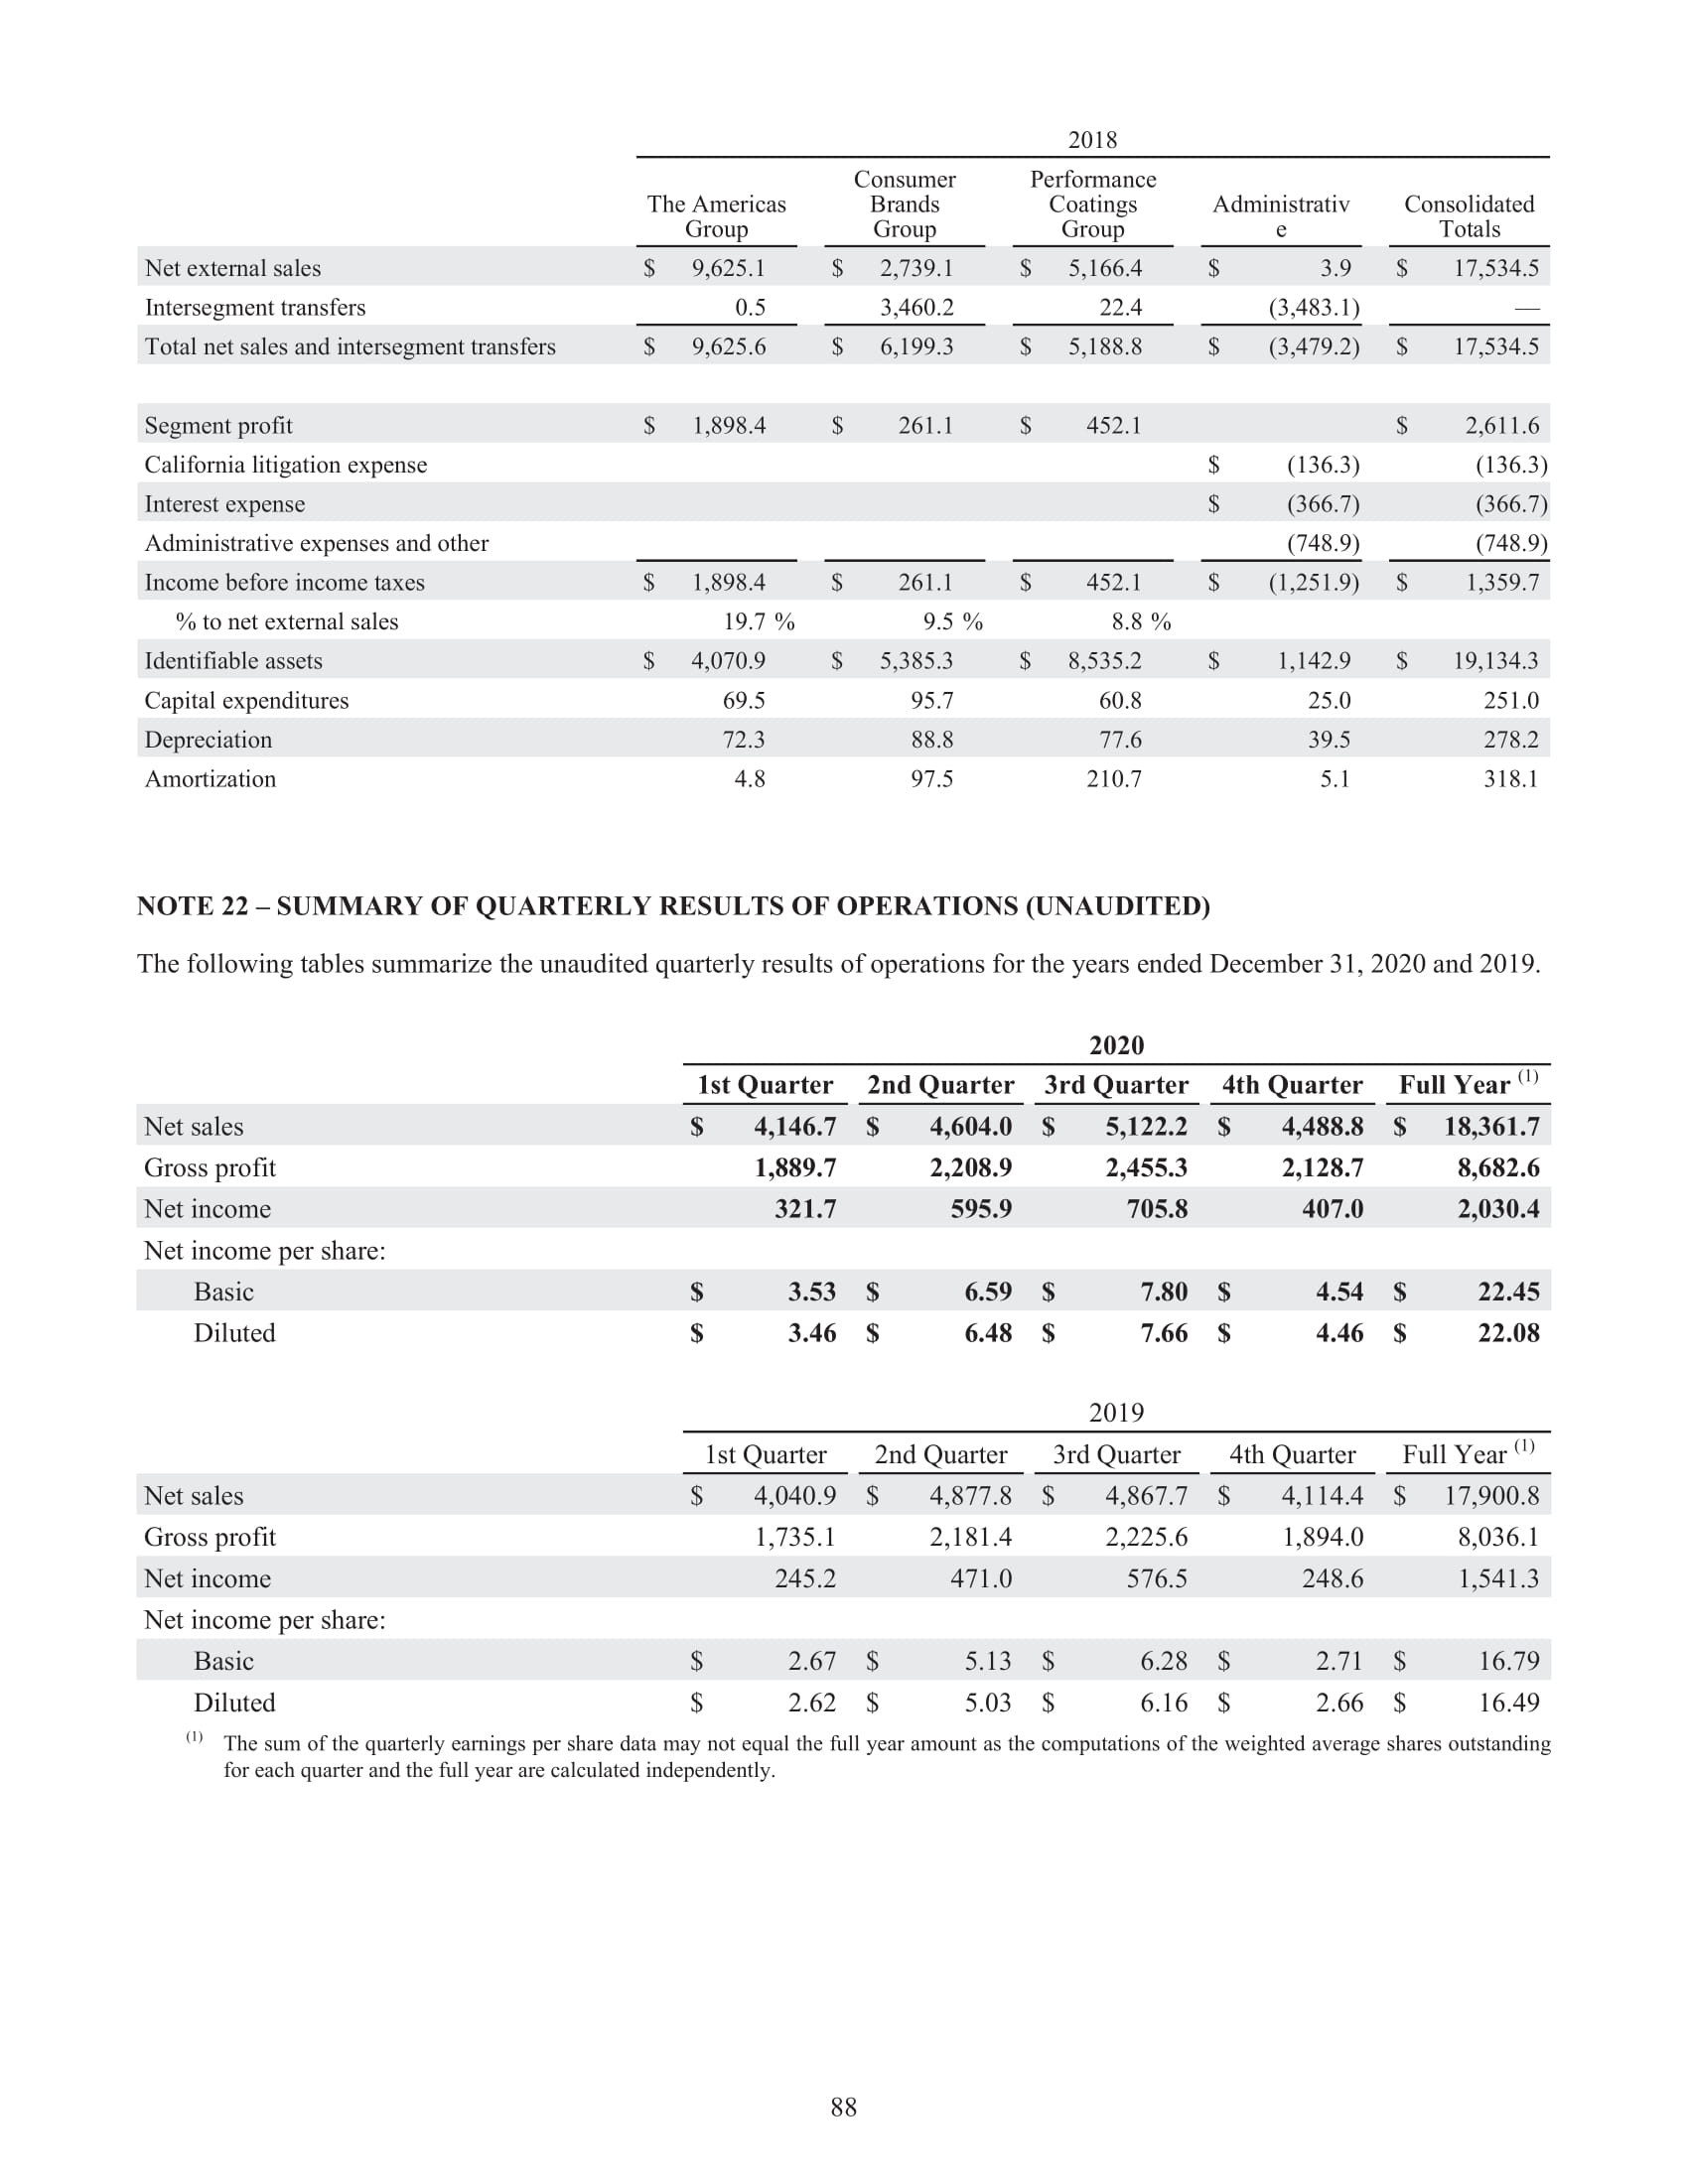 2018
The Americas Group Consumer Brands Group Performance Coatings Group Administrativ e Consolidated Totals
Net external sales $ 9,625.1 $ 2,739.1 $ 5,166.4 $ 3.9 $ 17,534.5
Intersegment transfers 0.5 3,460.2 22.4 (3,483.1) —
Total net sales and intersegment transfers $ 9,625.6 $ 6,199.3 $ 5,188.8 $ (3,479.2) $ 17,534.5
Segment profit $ 1,898.4 $ 261.1 $ 452.1 $ 2,611.6
California litigation expense $ (136.3) (136.3)
Interest expense $ (366.7) (366.7)
Administrative expenses and other (748.9) (748.9)
Income before income taxes $ 1,898.4 $ 261.1 $ 452.1 $ (1,251.9) $ 1,359.7
% to net external sales 19.7 % 9.5 % 8.8 %
Identifiable assets $ 4,070.9 $ 5,385.3 $ 8,535.2 $ 1,142.9 $ 19,134.3
Capital expenditures 69.5 95.7 60.8 25.0 251.0
Depreciation 72.3 88.8 77.6 39.5 278.2
Amortization 4.8 97.5 210.7 5.1 318.1
NOTE 22 – SUMMARY OF QUARTERLY RESULTS OF OPERATIONS (UNAUDITED)
The following tables summarize the unaudited quarterly results of operations for the years ended December 31, 2020 and 2019.
2020
1st Quarter 2nd Quarter 3rd Quarter 4th Quarter Full Year (1)
Net sales $ 4,146.7 $ 4,604.0 $ 5,122.2 $ 4,488.8 $ 18,361.7
Gross profit 1,889.7 2,208.9 2,455.3 2,128.7 8,682.6
Net income 321.7 595.9 705.8 407.0 2,030.4
Net income per share:
Basic $ 3.53 $ 6.59 $ 7.80 $ 4.54 $ 22.45
Diluted $ 3.46 $ 6.48 $ 7.66 $ 4.46 $ 22.08
2019
1st Quarter 2nd Quarter 3rd Quarter 4th Quarter Full Year (1)
Net sales $ 4,040.9 $ 4,877.8 $ 4,867.7 $ 4,114.4 $ 17,900.8
Gross profit 1,735.1 2,181.4 2,225.6 1,894.0 8,036.1
Net income 245.2 471.0 576.5 248.6 1,541.3
Net income per share:
Basic $ 2.67 $ 5.13 $ 6.28 $ 2.71 $ 16.79
Diluted $ 2.62 $ 5.03 $ 6.16 $ 2.66 $ 16.49
(1) The sum of the quarterly earnings per share data may not equal the full year amount as the computations of the weighted average shares outstanding
for each quarter and the full year are calculated independently.
88